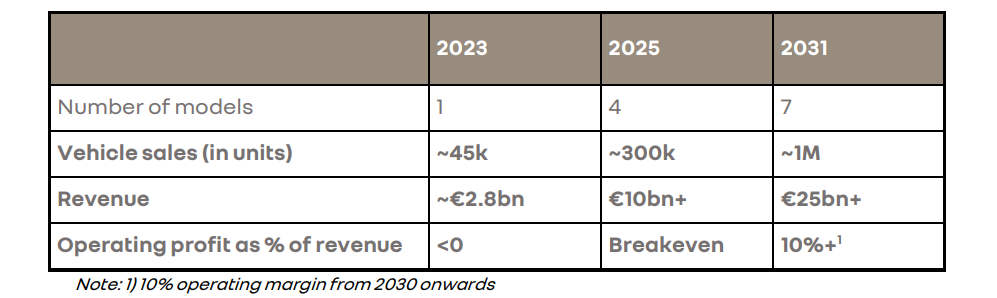 2023 2025 2031
Number of models 1 4 7
Vehicle sales (in units) ~45k ~300k ~1M
Revenue ~€2.8bn €10bn+ €25bn+
Operating profit as % of revenue <0 Breakeven 10%+¹
Note: 1) 10% operating margin from 2030 onwards